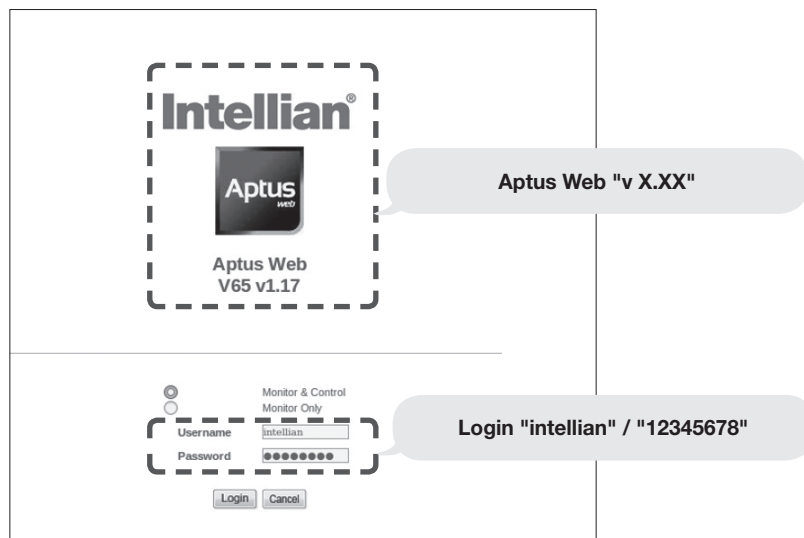 Intellian®
Aptus
web
Aptus Web "v X.XX"
Aptus Web
V65 v1.17
Monitor & Control
Monitor Only
Username intellian
Login "intellian" / "12345678"
Password ●●●●●●●●
Login Cancel